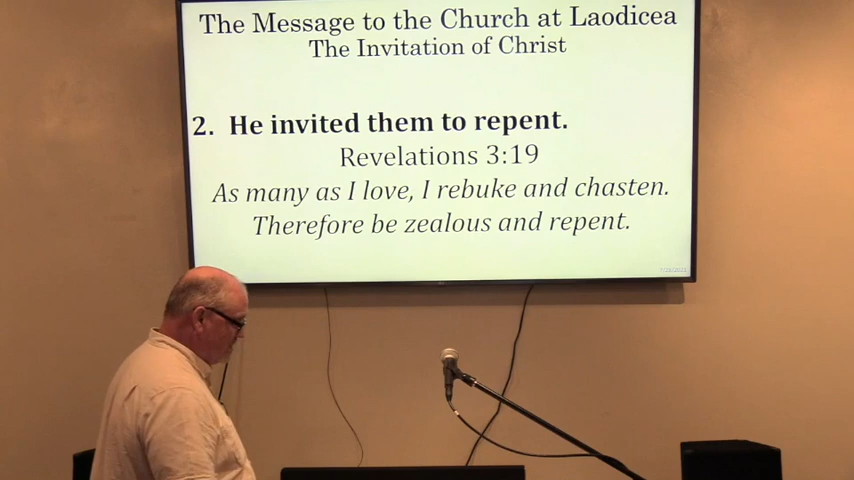 The Message to the Church at Laodicea
The Invitation of Christ
2. He invited them to repent.
Revelations 3:19
As many as I love, I rebuke and chasten.
Therefore be zealous and repent.